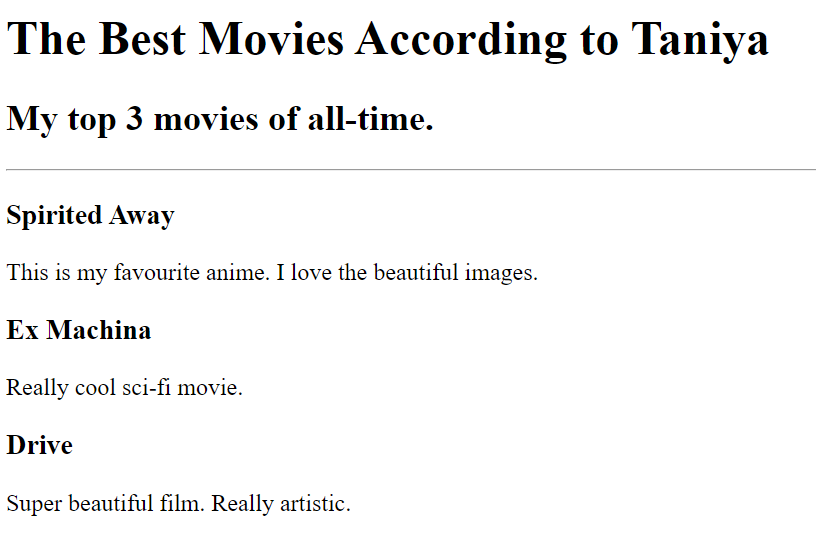 The Best Movies According to Taniya
My top 3 movies of all-time.
Spirited Away
This is my favourite anime. I love the beautiful images.
Ex Machina
Really cool sci-fi movie.
Drive
Super beautiful film. Really artistic.